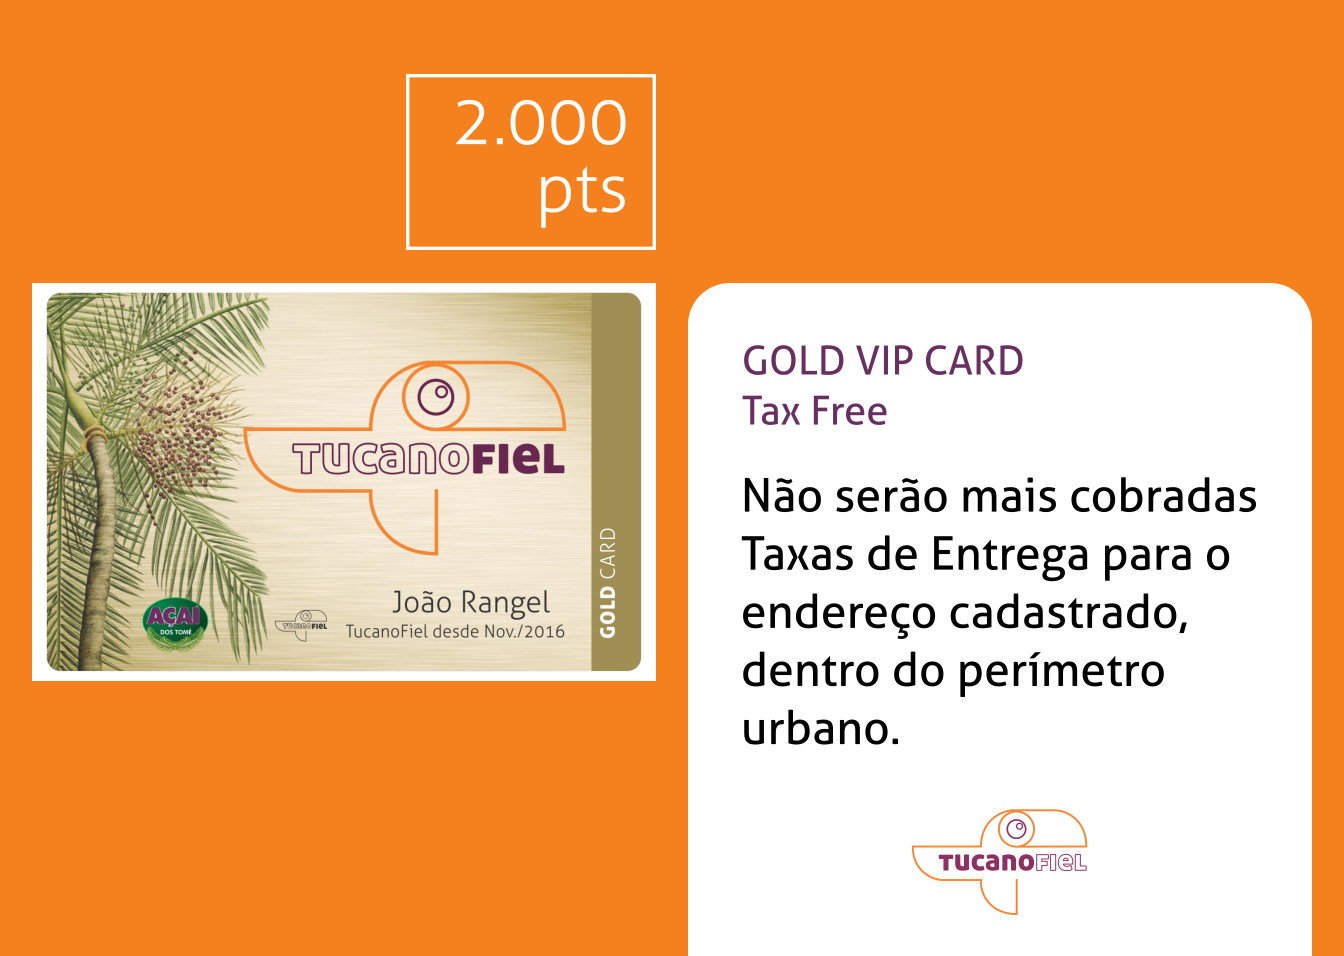 2.000
pts
TUCANOFIEL
João Rangel
TucanoFiel desde Nov./2016
GOLD CARD
AÇAÍ
DOS TOMÉ
TUCANOFIEL
GOLD VIP CARD
Tax Free
Não serão mais cobradas
Taxas de Entrega para o
endereço cadastrado,
dentro do perímetro
urbano.
TUCANOFIEL